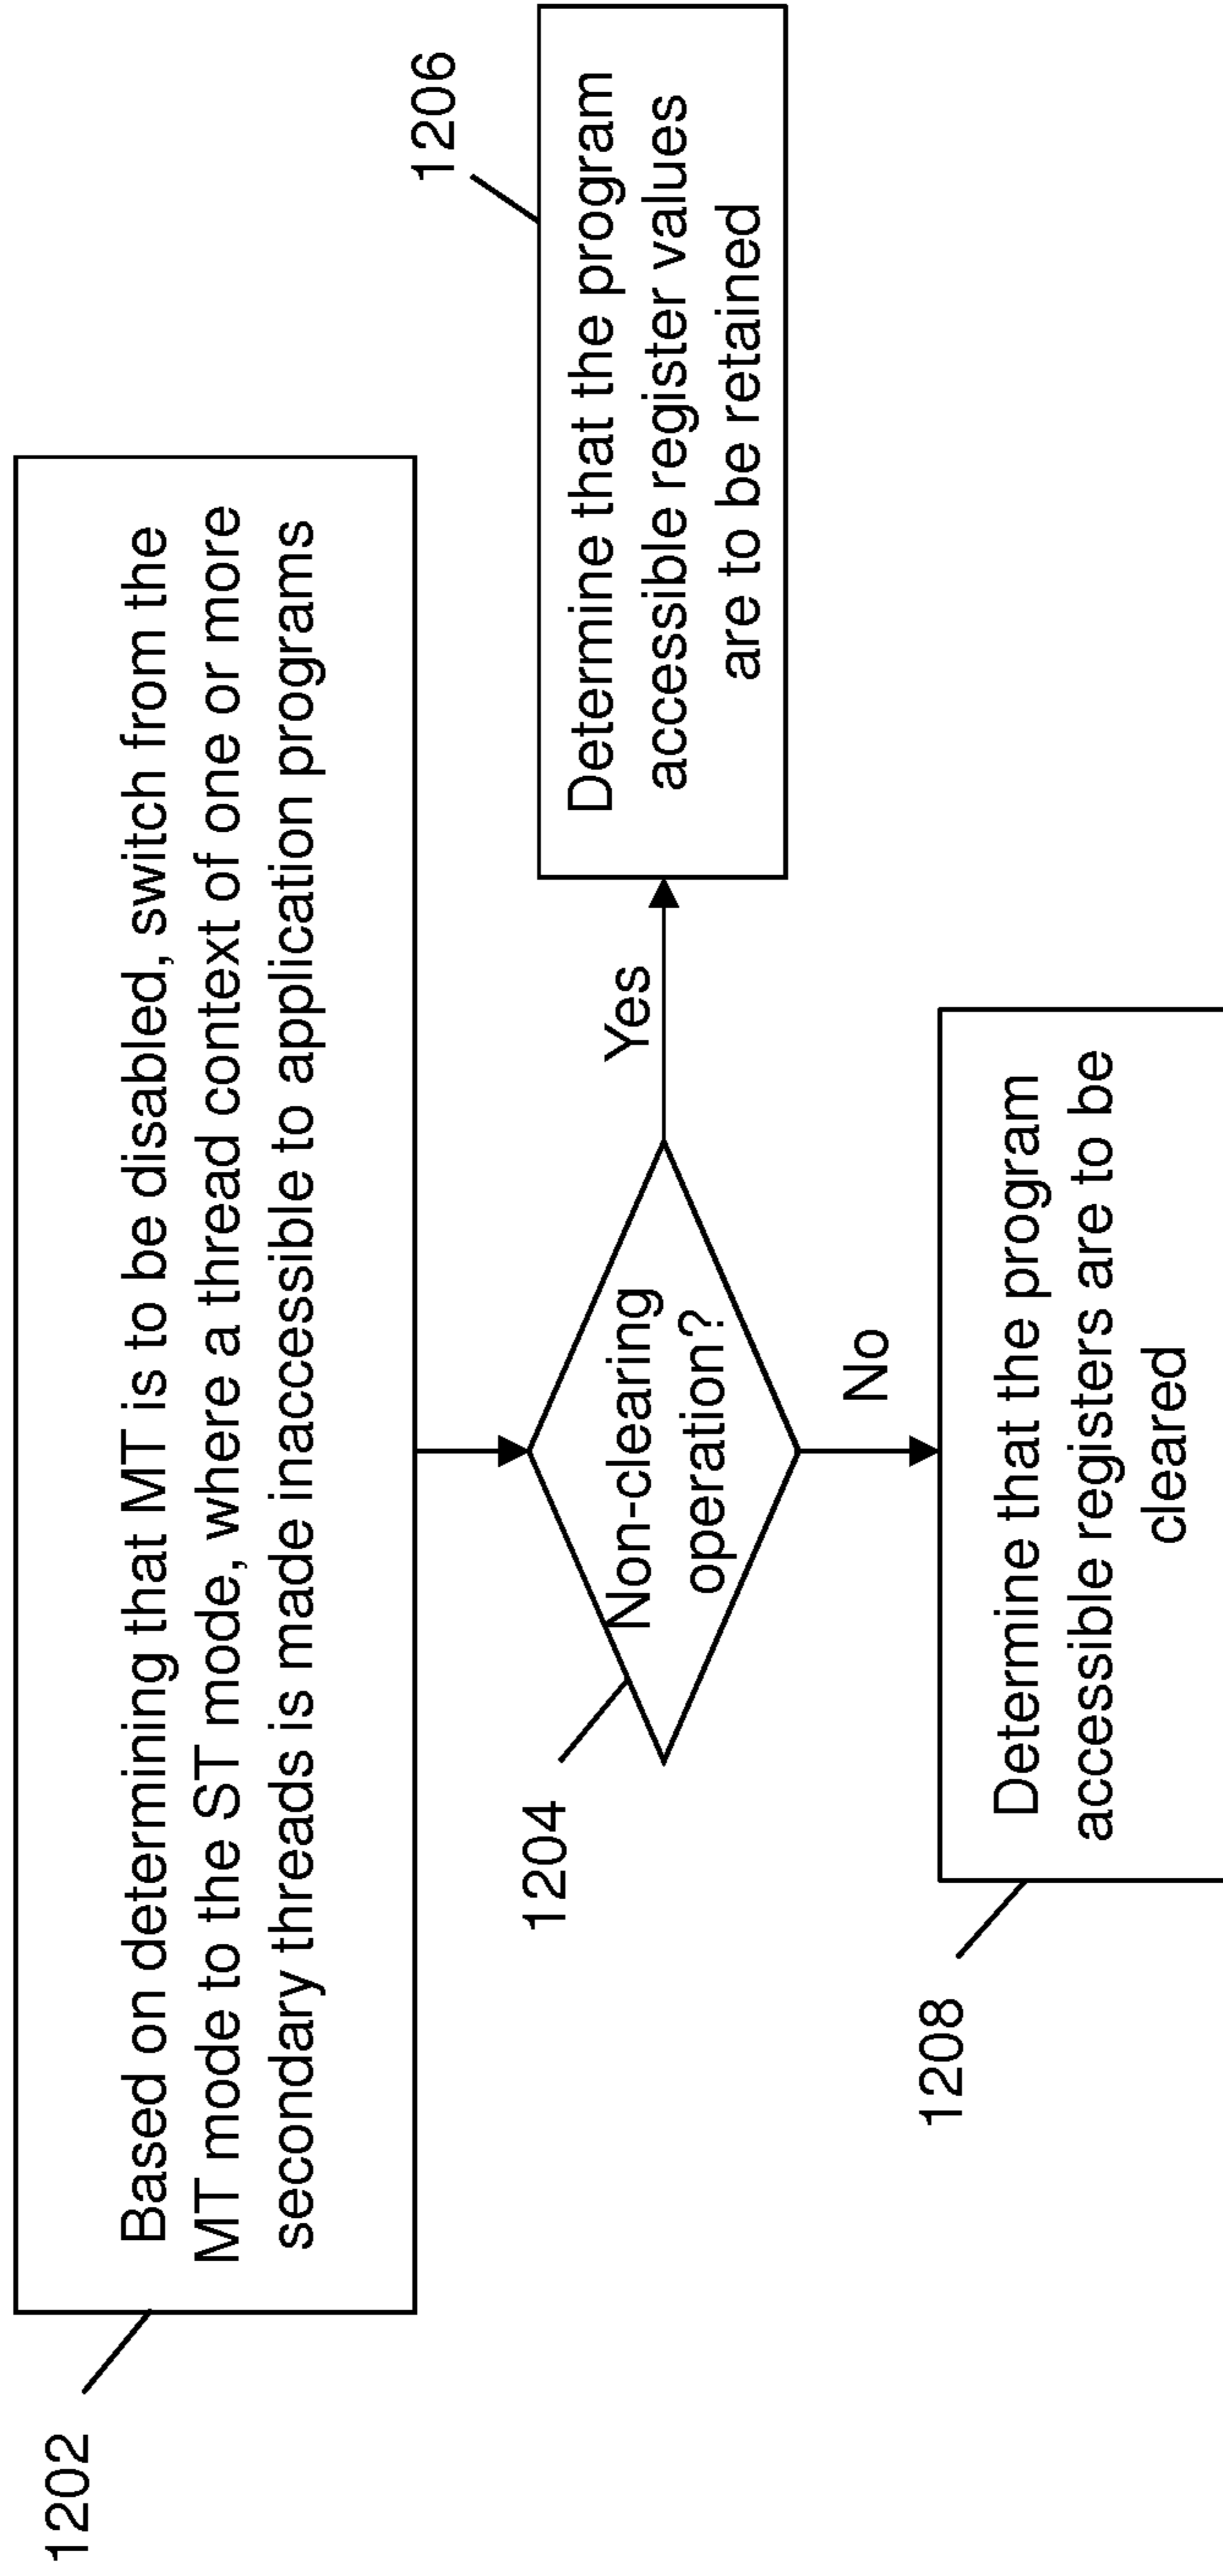 1202
Based on determining that MT is to be disabled, switch from the
MT mode to the ST mode, where a thread context of one or more
secondary threads is made inaccessible to application programs
1204
Non-clearing
operation?
Yes
1206
Determine that the program
accessible register values
are to be retained
No
1208
Determine that the program
accessible registers are to be
cleared